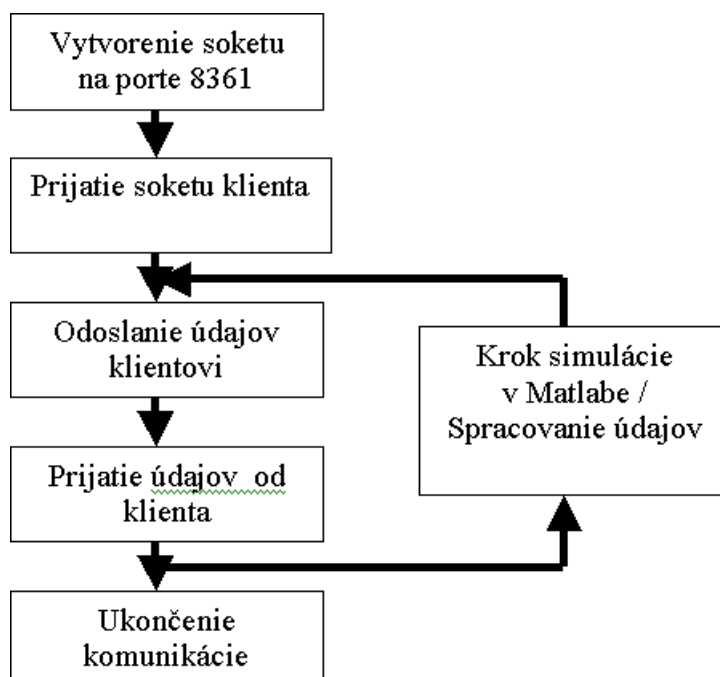 Vytvorenie soketu
na porte 8361
Prijatie soketu klienta
Odoslanie údajov
klientovi
Krok simulácie
v Matlabe /
Spracovanie údajov
Prijatie údajov od
klienta
Ukončenie
komunikácie